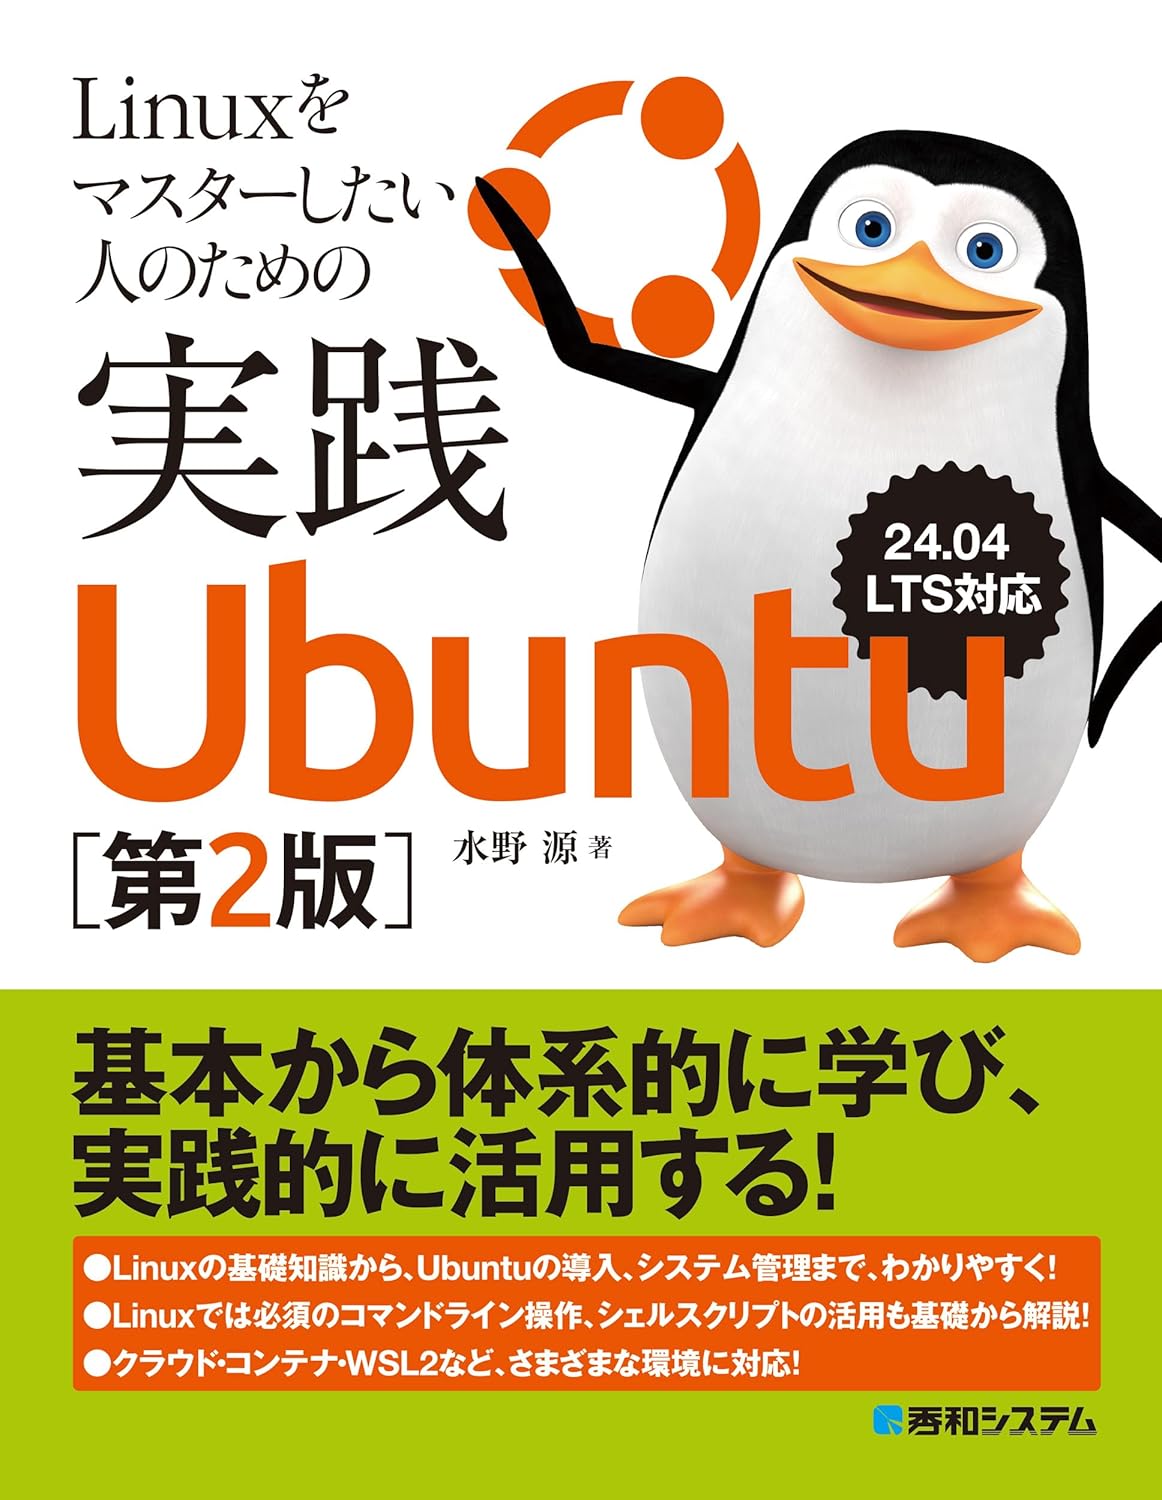 Linuxを
マスターしたい
人のための
実践
24.04
LTS対応
Ubuntu
[第2版]
水野 源 著
基本から体系的に学び、
実践的に活用する!
●Linuxの基礎知識から、Ubuntuの導入、システム管理まで、わかりやすく!
●Linuxでは必須のコマンドライン操作、シェルスクリプトの活用も基礎から解説!
●クラウド・コンテナ・WSL2など、さまざまな環境に対応!
秀和システム